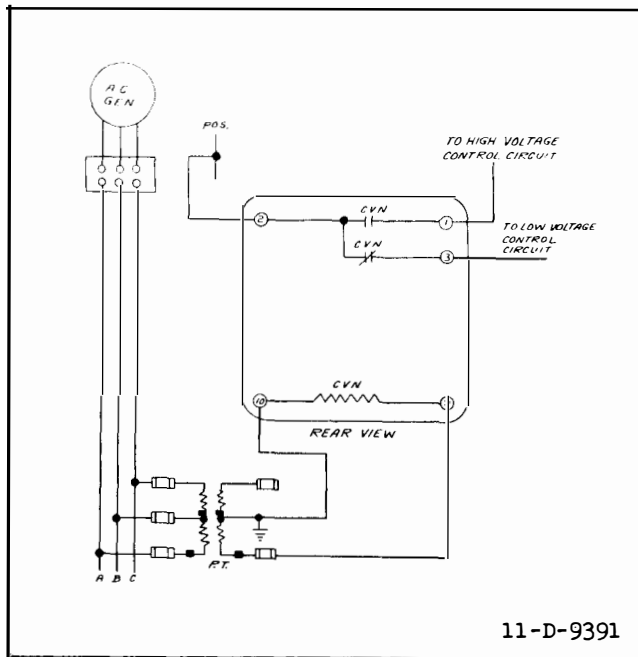 A C
GEN
POS.
TO HIGH VOLTAGE
CONTROL CIRCUIT
CVN
2
1
TO LOW VOLTAGE
CONTROL
CIRCUIT
CVN
3
CVN
10
REAR VIEW
A B C
P.T.
11-D-9391